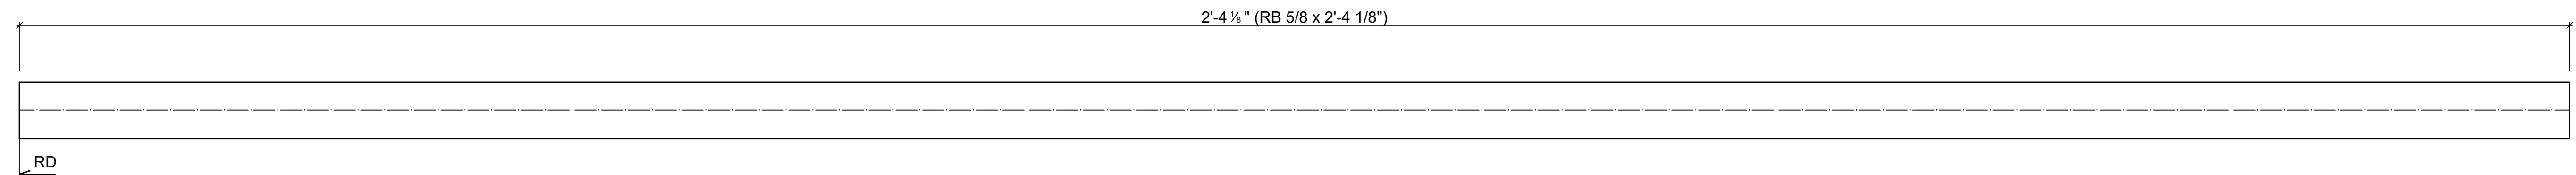 2'-4 ⅛ " (RB 5/8 x 2'-4 1/8")
RD